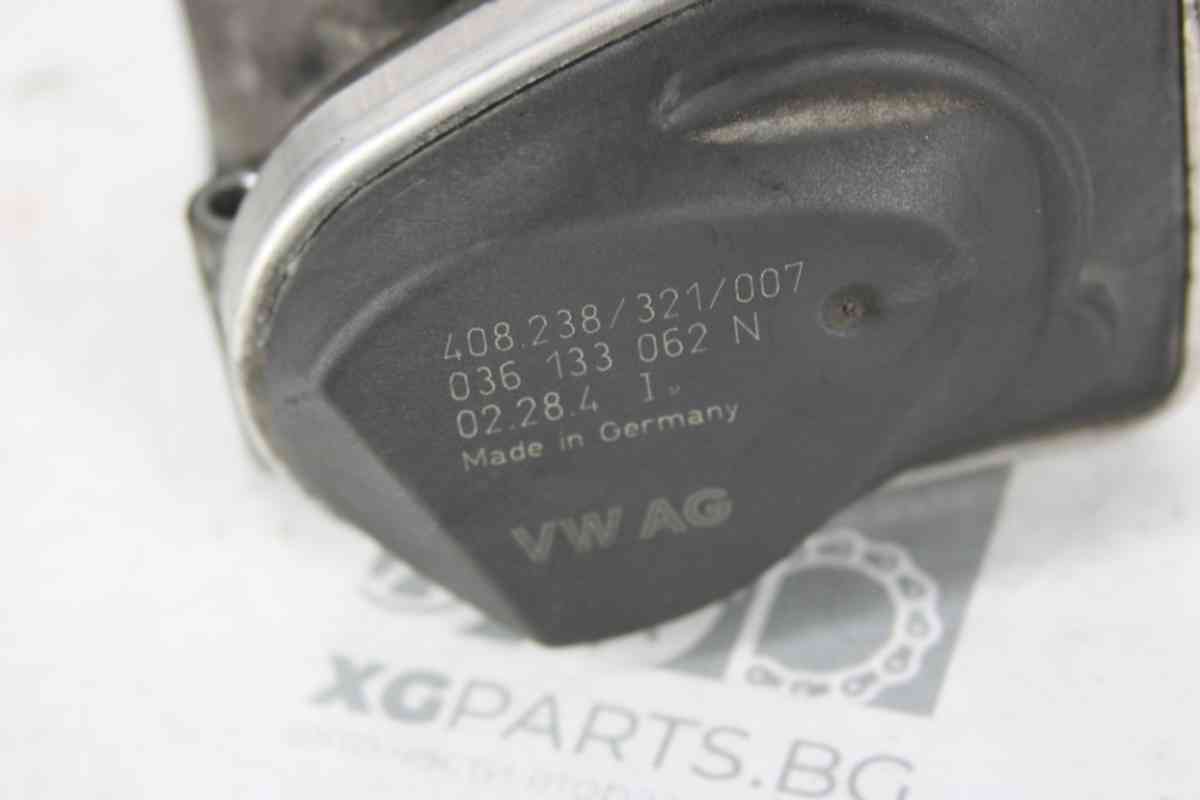 408.238/321/007
036 133 062 N
02.28.4 I
Made in Germany
VW AG
XGPARTS.BG